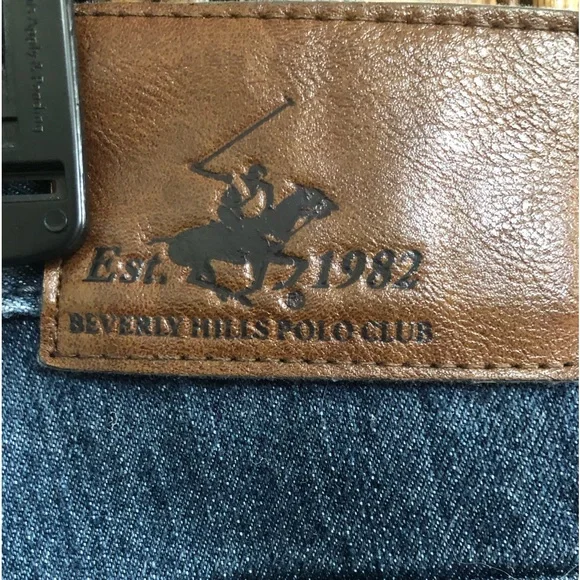 Est. 1982
®
BEVERLY HILLS POLO CLUB